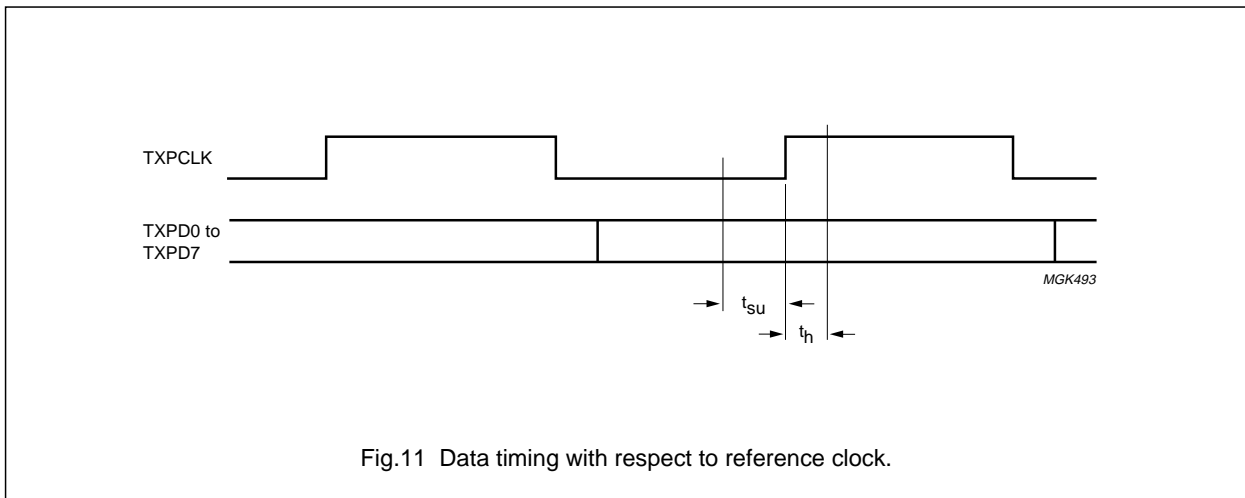 TXPCLK
TXPD0 to
TXPD7
MGK493
tsu
th
Fig.11 Data timing with respect to reference clock.